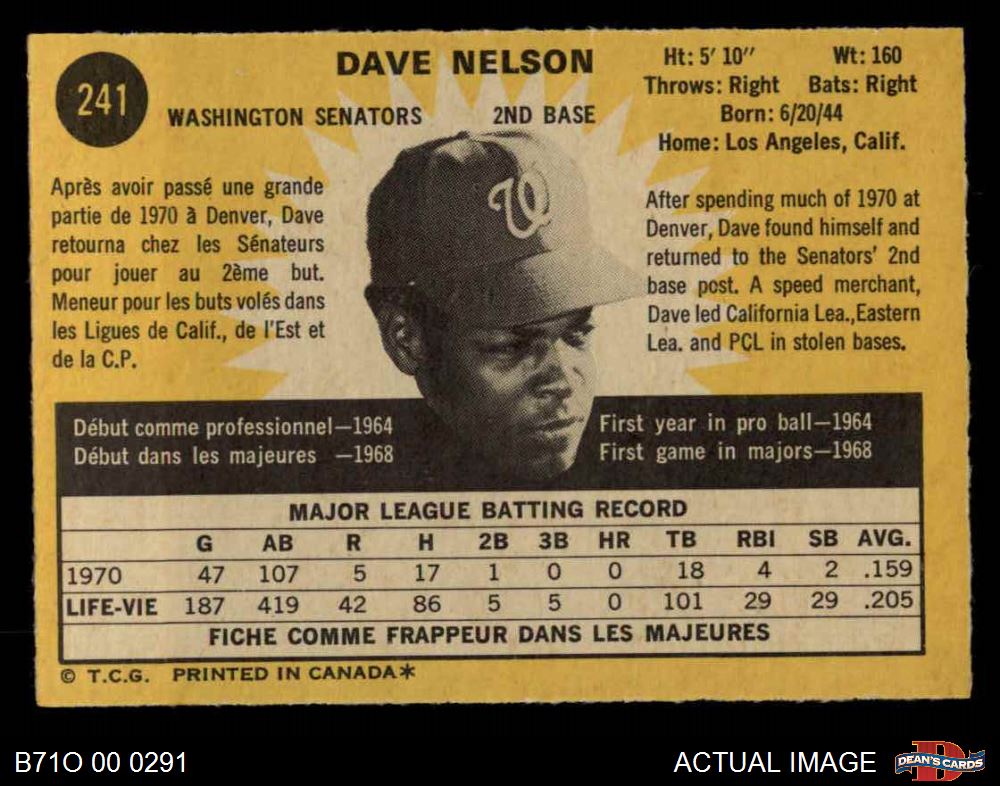 241
DAVE NELSON
WASHINGTON SENATORS 2ND BASE
Ht: 5′ 10″ Wt: 160
Throws: Right Bats: Right
Born: 6/20/44
Home: Los Angeles, Calif.
Après avoir passé une grande
partie de 1970 à Denver, Dave
retourna chez les Sénateurs
pour jouer au 2ème but.
Meneur pour les buts volés dans
les Ligues de Calif., de l'Est et
de la C.P.
W
After spending much of 1970 at
Denver, Dave found himself and
returned to the Senators' 2nd
base post. A speed merchant,
Dave led California Lea.,Eastern
Lea. and PCL in stolen bases.
Début comme professionnel—1964
Début dans les majeures —1968
First year in pro ball—1964
First game in majors—1968
MAJOR LEAGUE BATTING RECORD
G AB R H 2B 3B HR TB RBI SB AVG.
1970 47 107 5 17 1 0 0 18 4 2 .159
LIFE-VIE 187 419 42 86 5 5 0 101 29 29 .205
FICHE COMME FRAPPEUR DANS LES MAJEURES
© T.C.G. PRINTED IN CANADA*
B71O 00 0291
ACTUAL IMAGE
D
DEAN'S CARDS